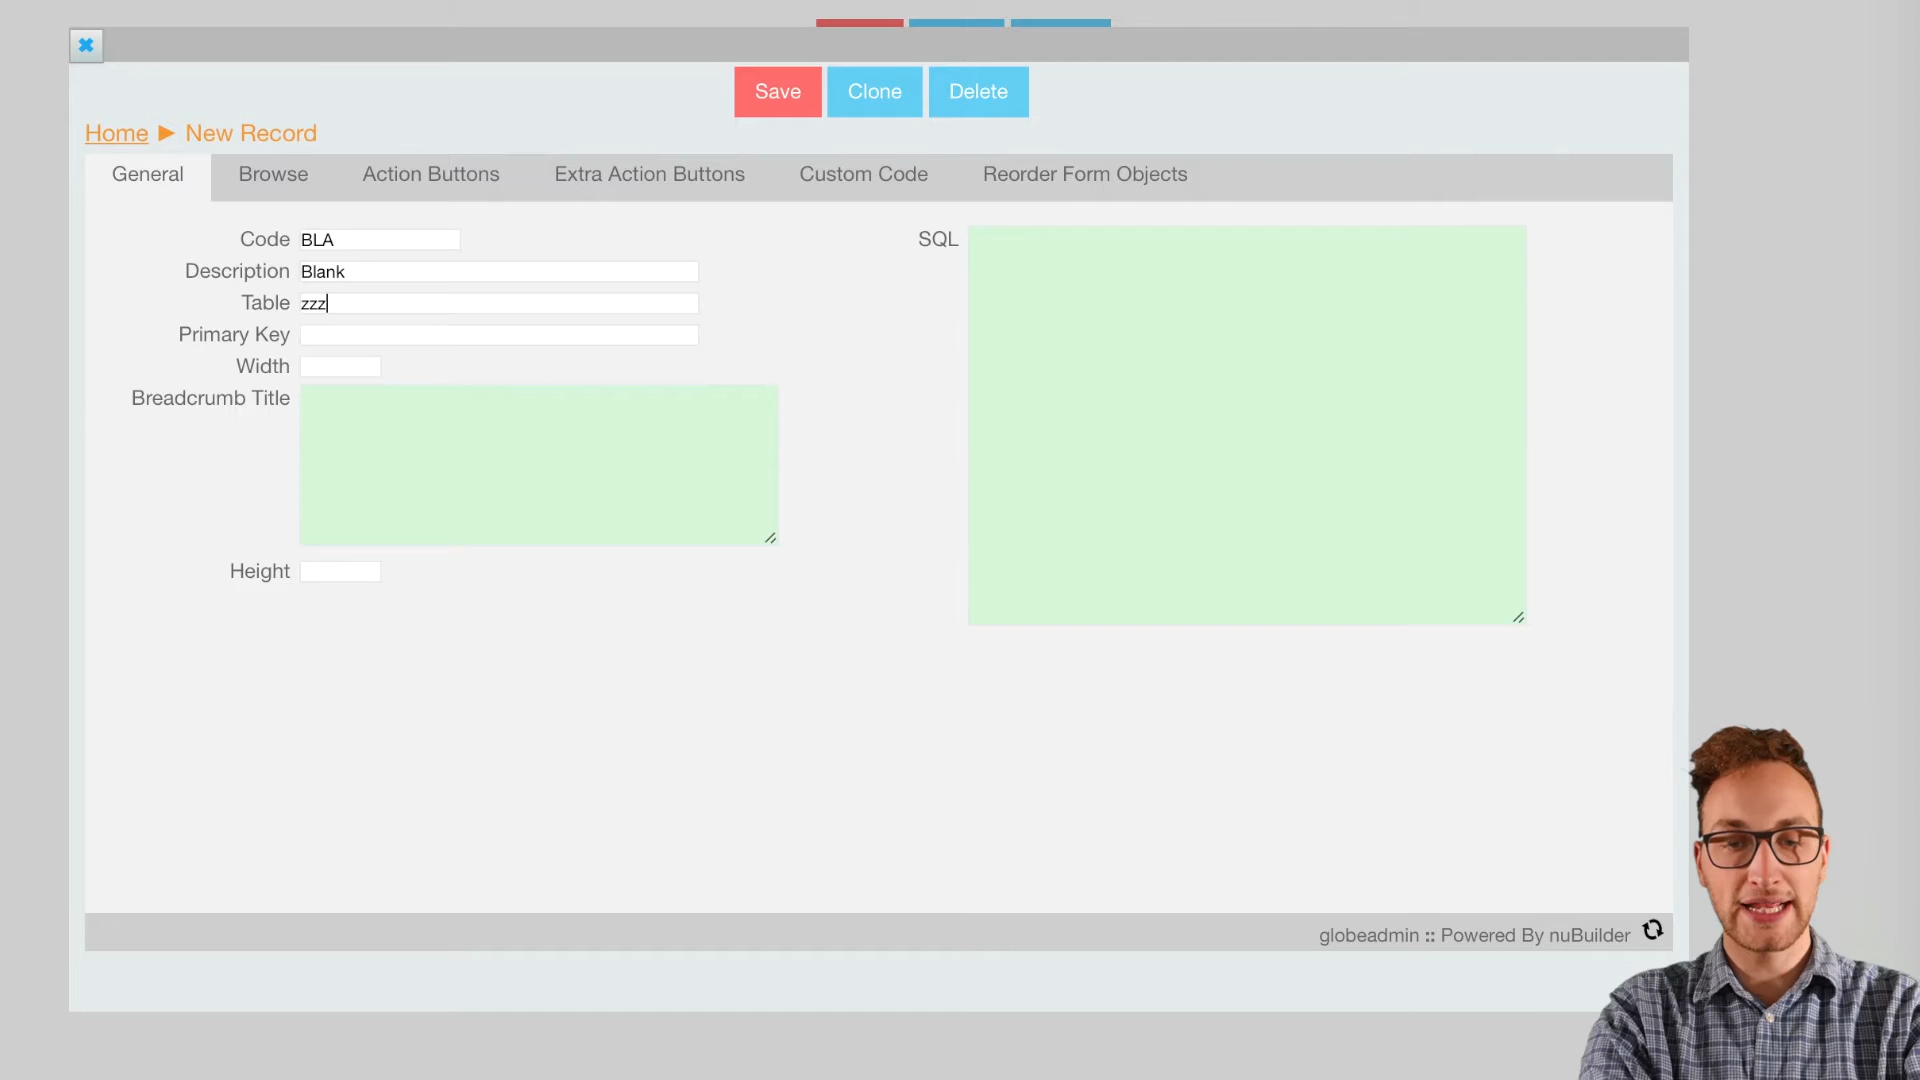 ✖
Save Clone Delete
Home ► New Record
General Browse Action Buttons Extra Action Buttons Custom Code Reorder Form Objects
Code BLA
Description Blank
Table zzz
Primary Key
Width
Breadcrumb Title
Height
SQL
globeadmin :: Powered By nuBuilder